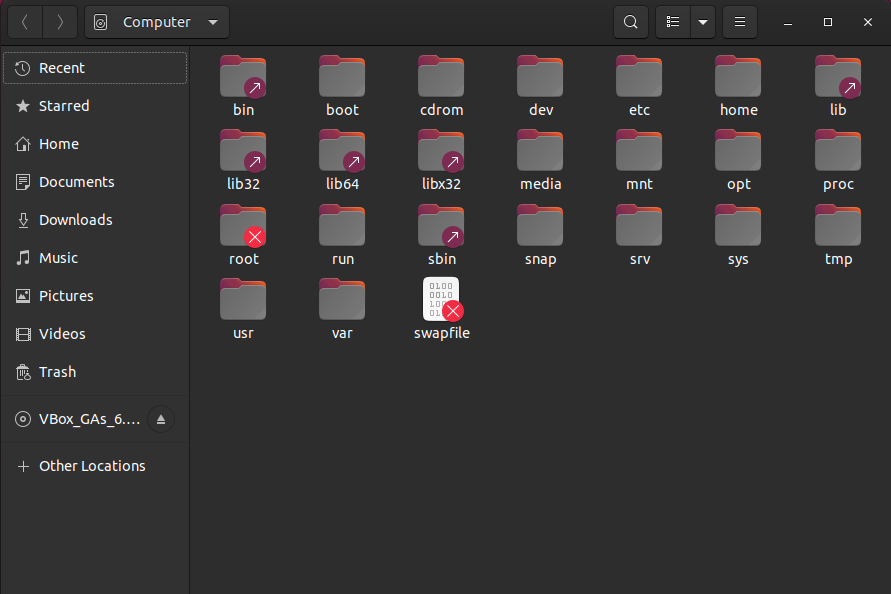 Computer
Recent
Starred
Home
Documents
Downloads
Music
Pictures
Videos
Trash
VBox_GAs_6....
Other Locations
bin boot cdrom dev etc home lib
lib32 lib64 libx32 media mnt opt proc
root run sbin snap srv sys tmp
usr var swapfile